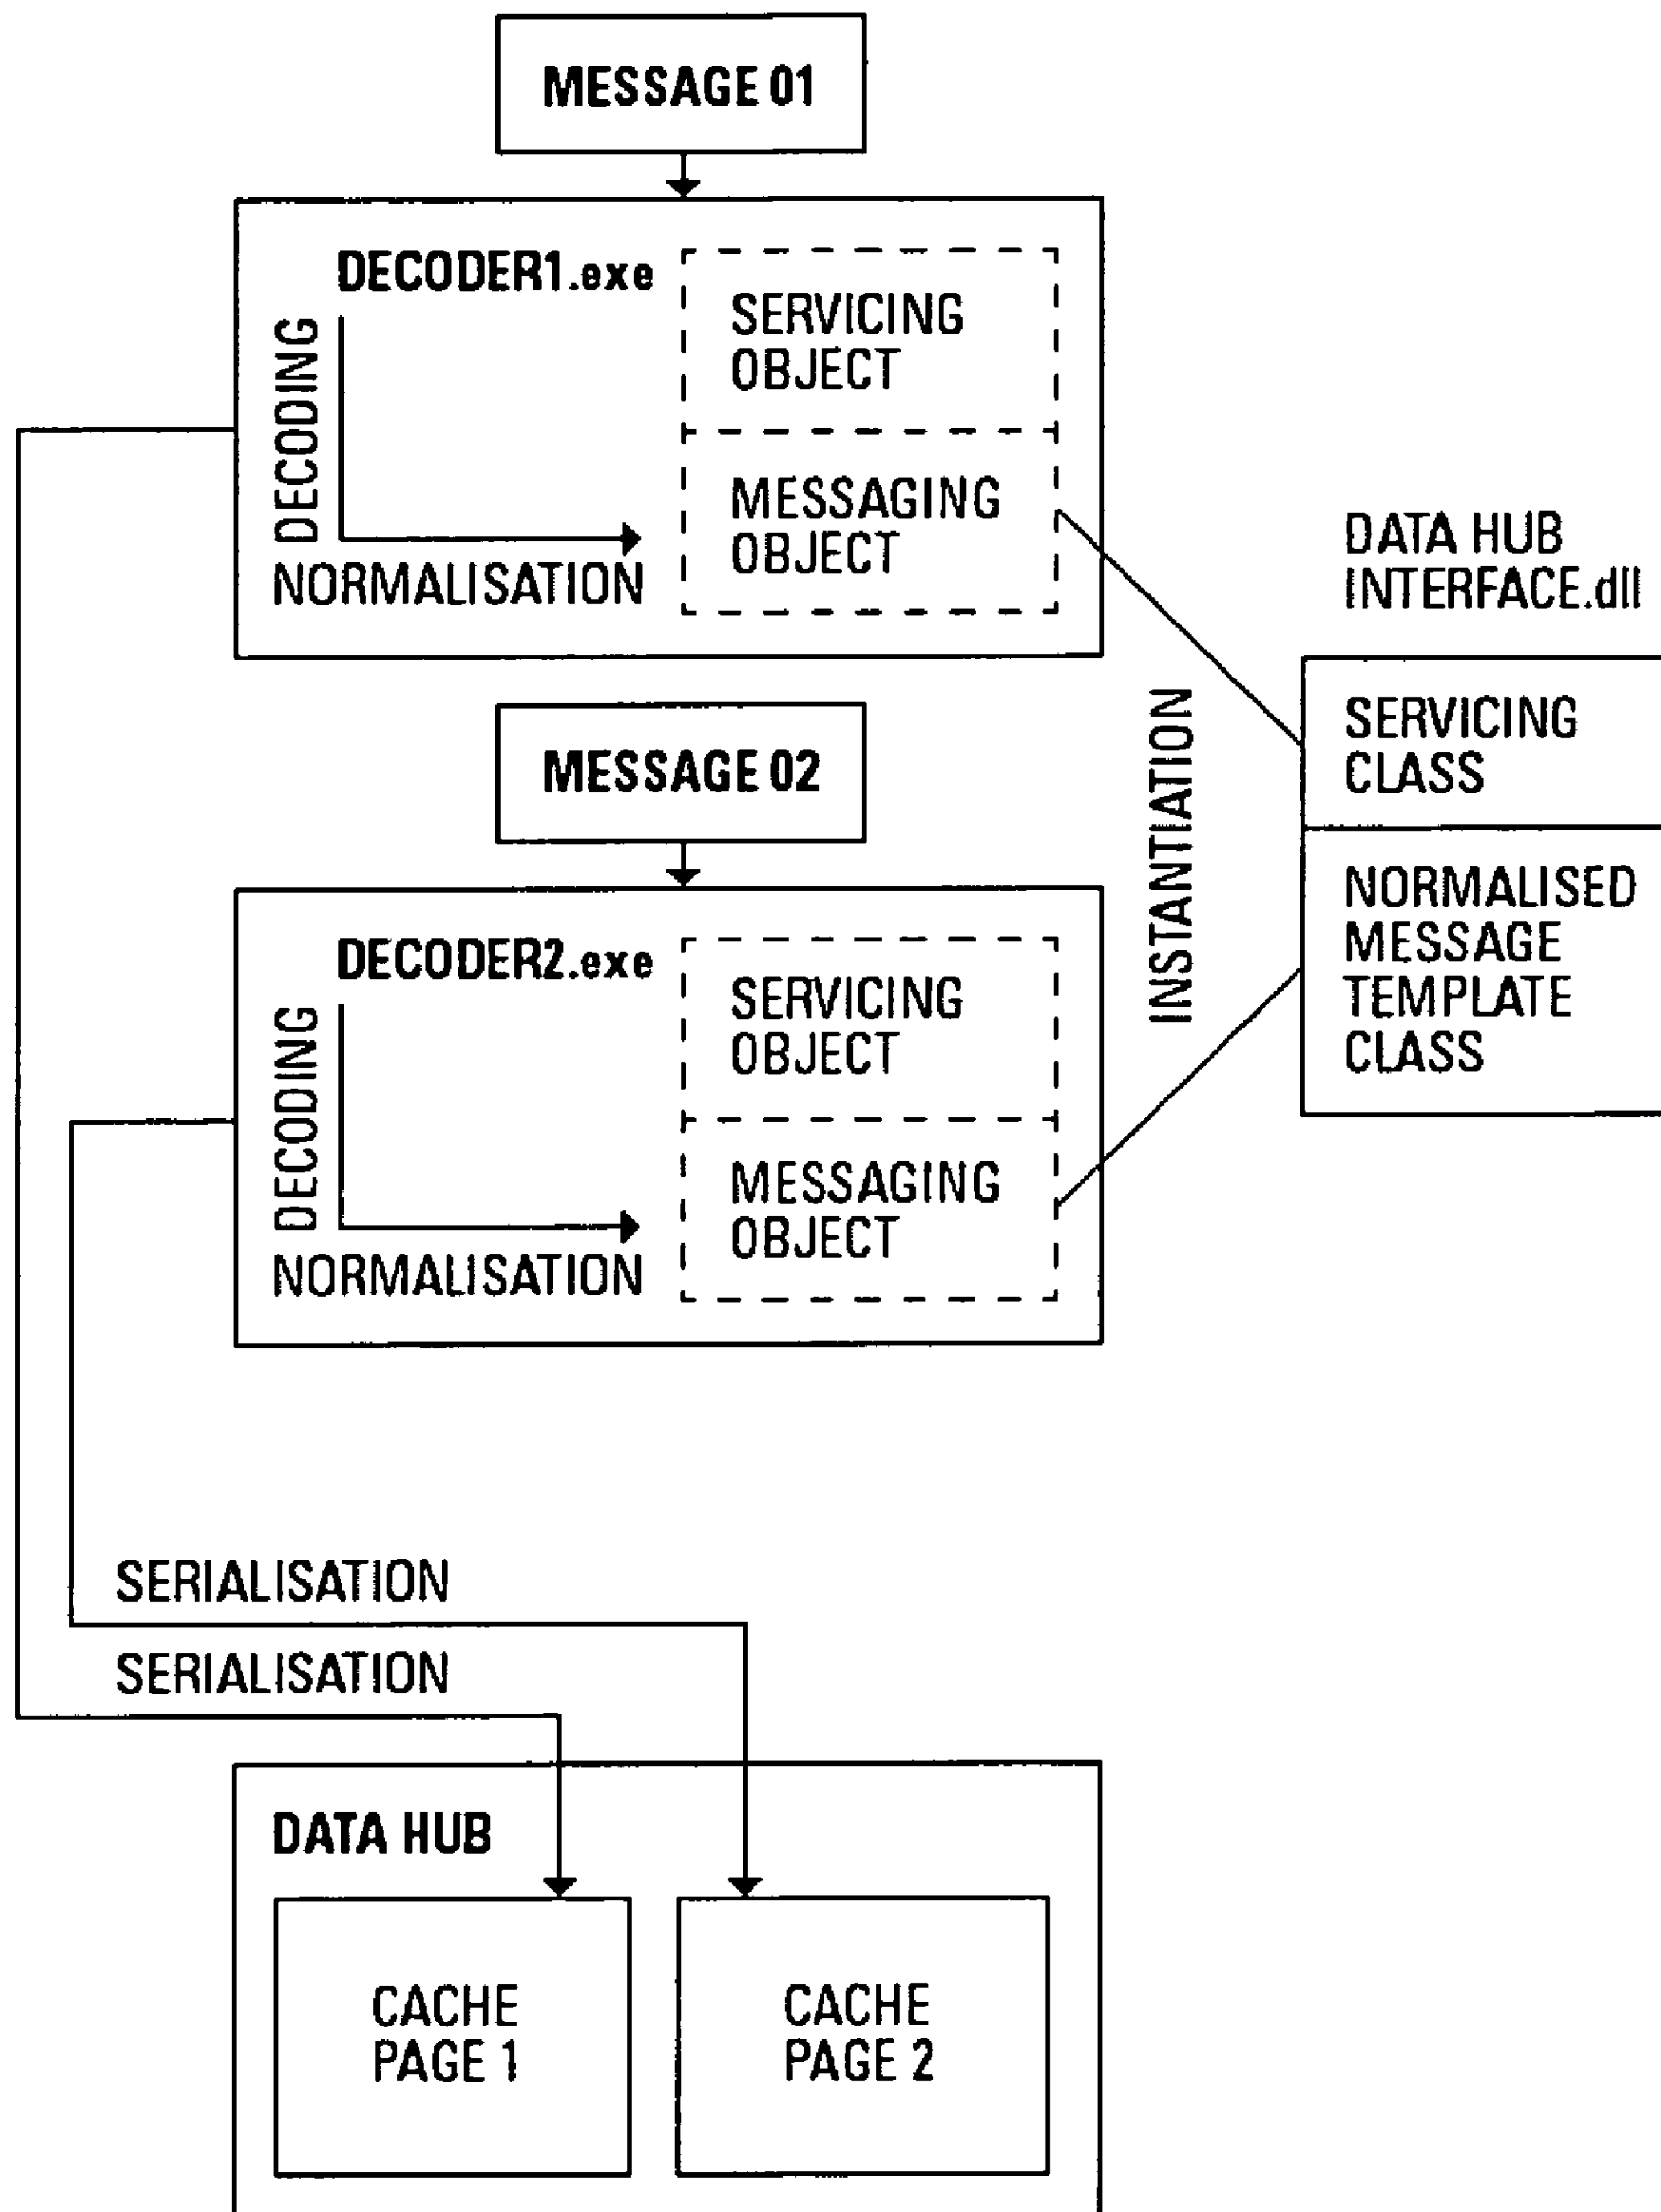 MESSAGE 01
DECODER1.exe
DECODING
NORMALISATION
SERVICING
OBJECT
MESSAGING
OBJECT
DATA HUB
INTERFACE.dll
SERVICING
CLASS
NORMALISED
MESSAGE
TEMPLATE
CLASS
INSTANTIATION
MESSAGE 02
DECODER2.exe
DECODING
NORMALISATION
SERVICING
OBJECT
MESSAGING
OBJECT
SERIALISATION
SERIALISATION
DATA HUB
CACHE
PAGE 1
CACHE
PAGE 2